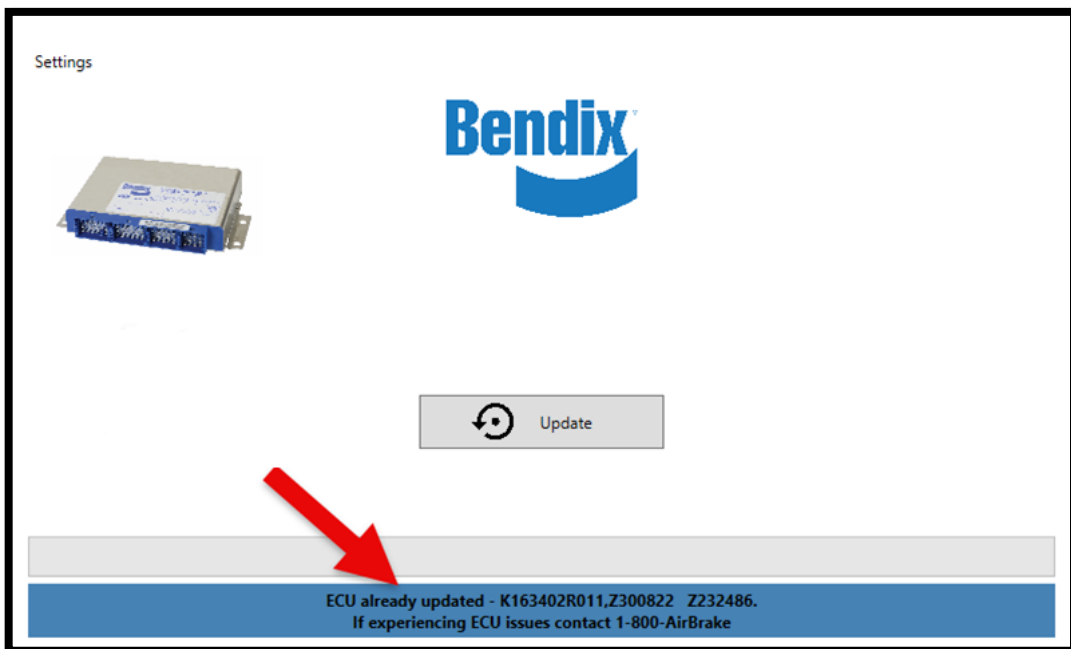 Settings
Bendix
Update
ECU already updated - K163402R011,Z300822   Z232486.
If experiencing ECU issues contact 1-800-AirBrake